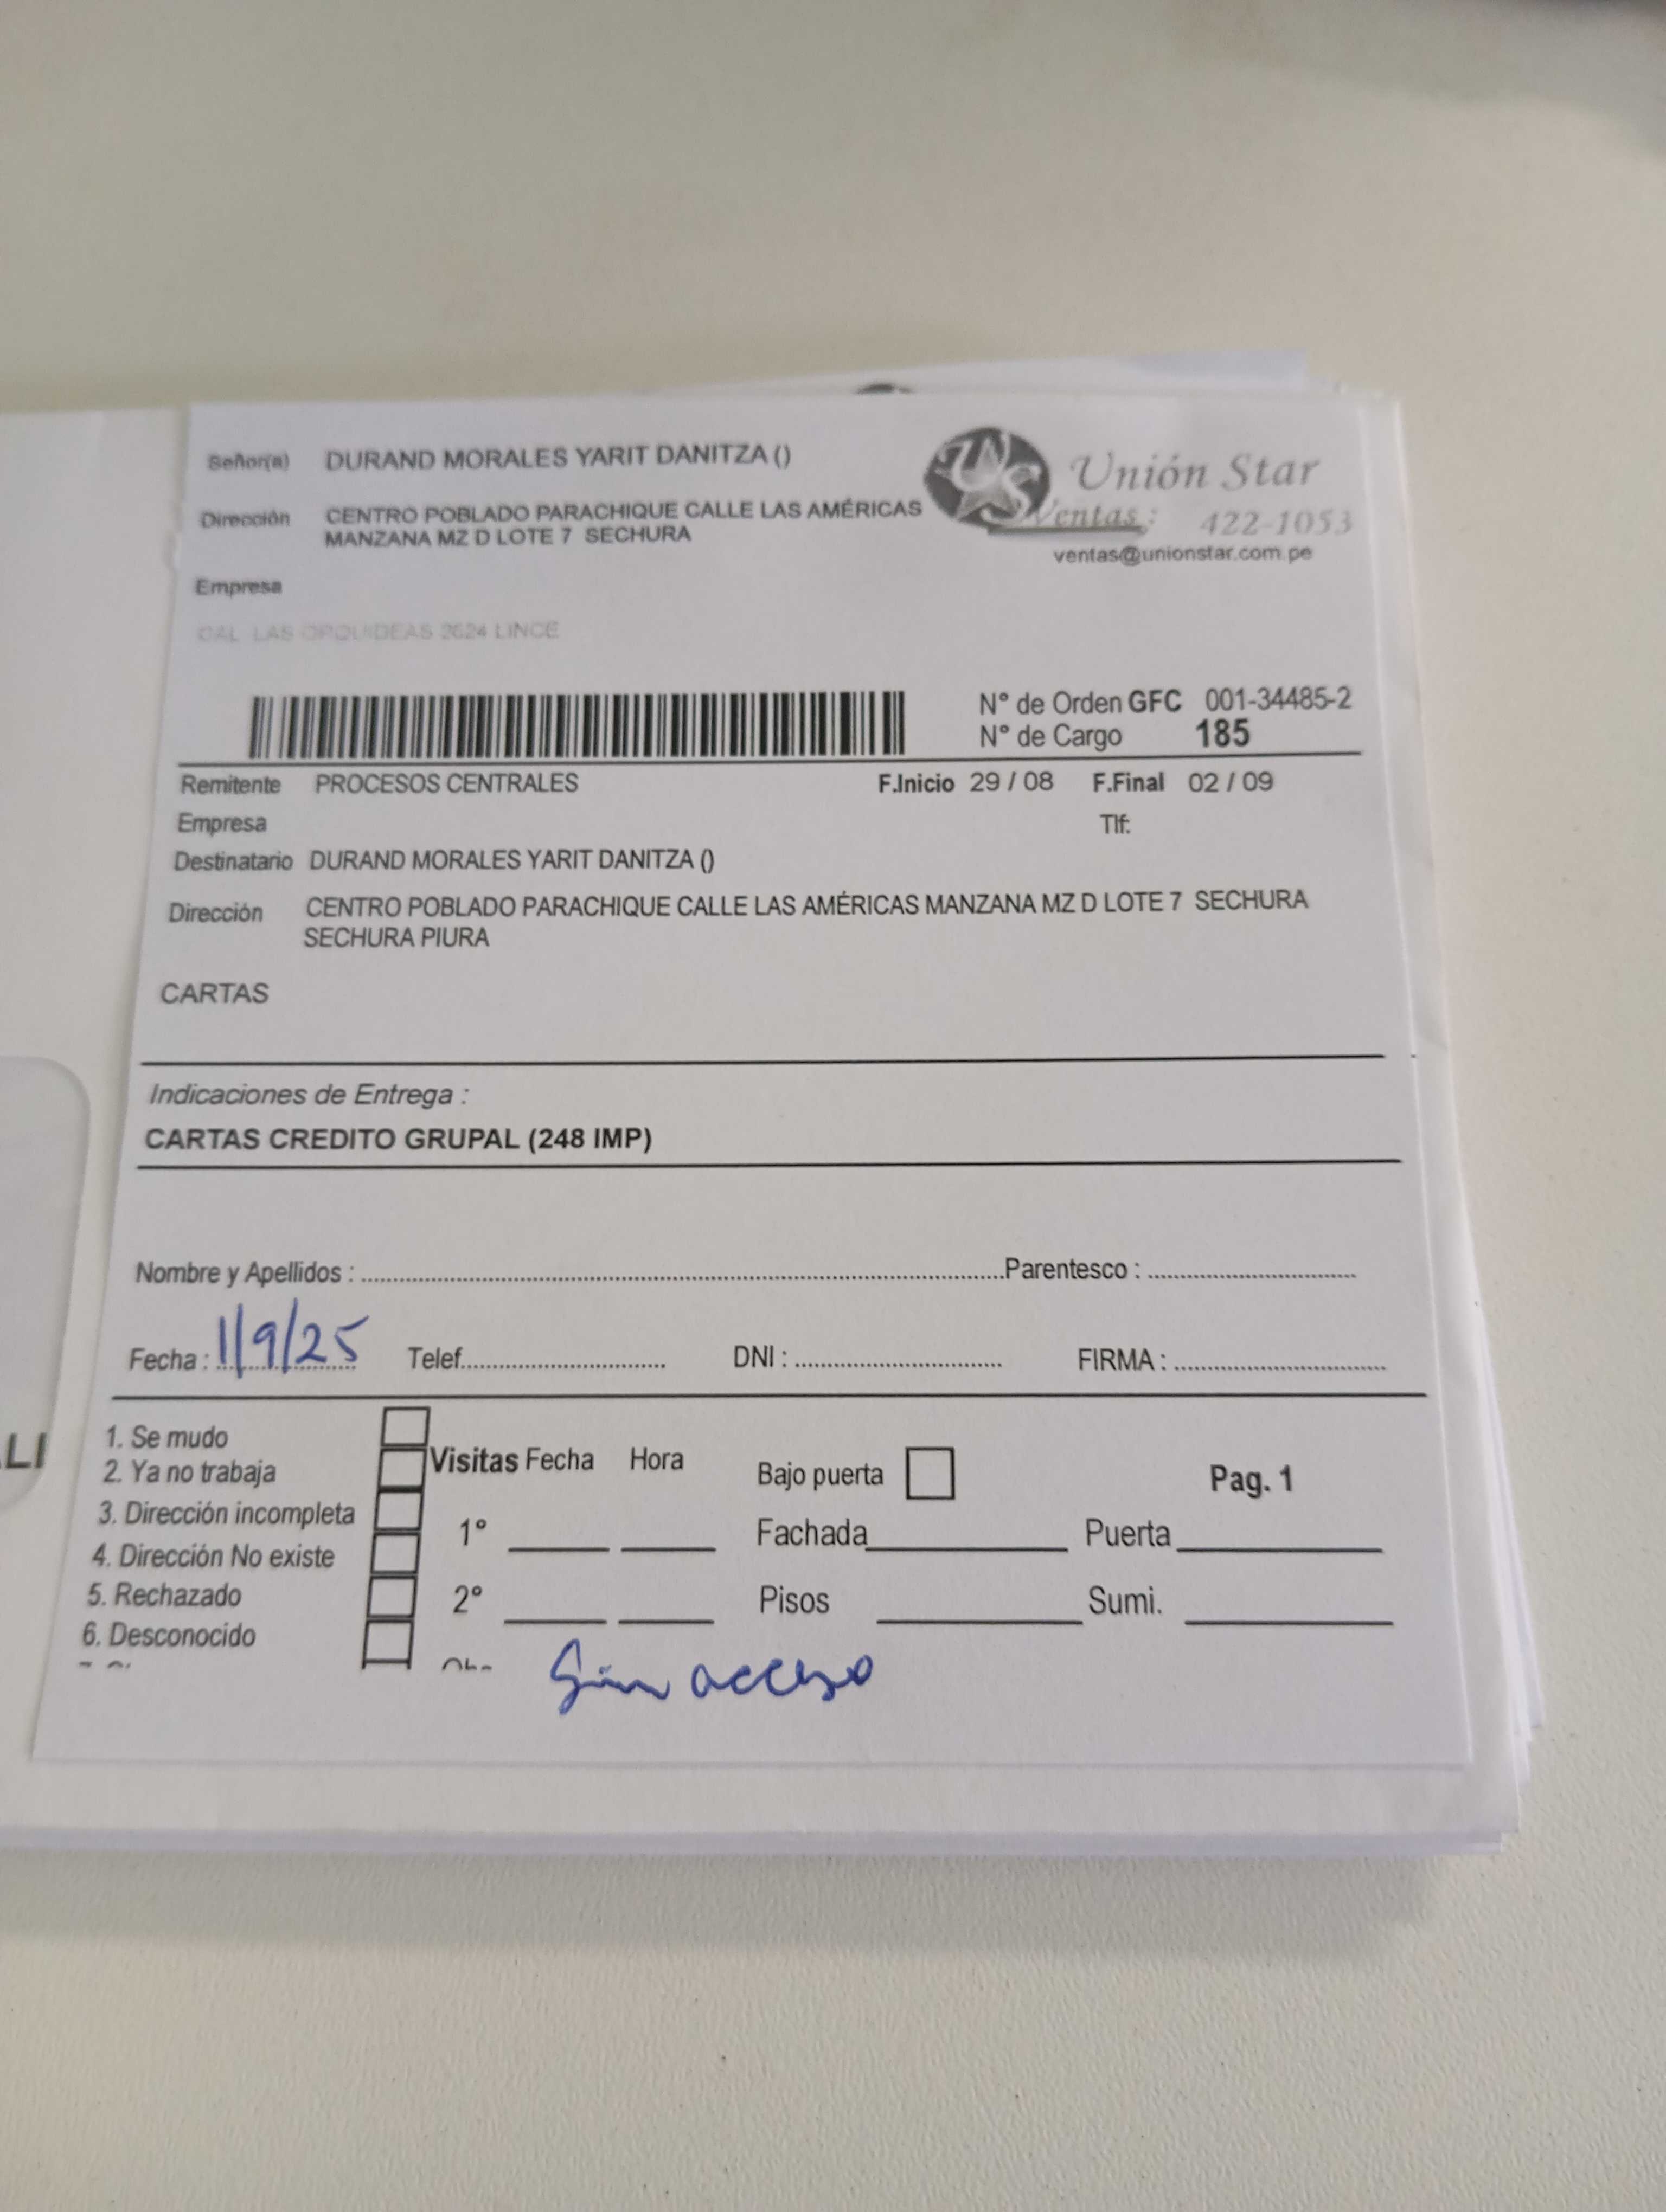 Señor(a) DURAND MORALES YARIT DANITZA ()
Unión Star
Dirección CENTRO POBLADO PARACHIQUE CALLE LAS AMÉRICAS
MANZANA MZ D LOTE 7 SECHURA
Ventas : 422-1053
ventas@unionstar.com.pe
Empresa
CAL LAS ORQUIDEAS 2624 LINCE
N° de Orden GFC 001-34485-2
N° de Cargo 185
Remitente PROCESOS CENTRALES F.Inicio 29 / 08 F.Final 02 / 09
Empresa Tlf:
Destinatario DURAND MORALES YARIT DANITZA ()
Dirección CENTRO POBLADO PARACHIQUE CALLE LAS AMÉRICAS MANZANA MZ D LOTE 7 SECHURA
SECHURA PIURA
CARTAS
Indicaciones de Entrega :
CARTAS CREDITO GRUPAL (248 IMP)
Nombre y Apellidos : Parentesco :
Fecha : 1/9/25 Telef. DNI : FIRMA :
LI
1. Se mudo
2. Ya no trabaja
3. Dirección incompleta
4. Dirección No existe
5. Rechazado
6. Desconocido
Visitas Fecha Hora
1°
2°
Bajo puerta
Pag. 1
Fachada Puerta
Pisos Sumi.
Sin acceso